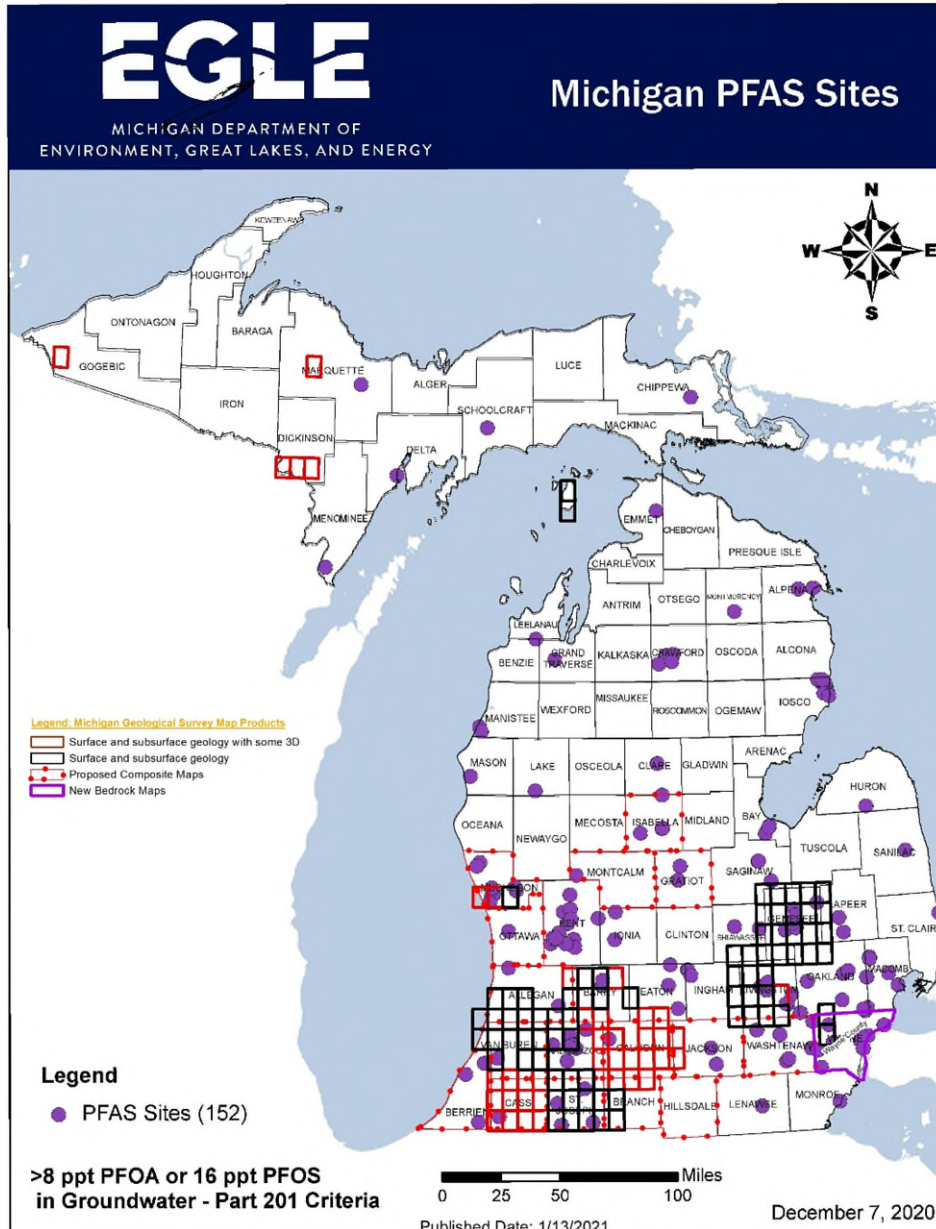 EGLE
Michigan PFAS Sites
MICHIGAN DEPARTMENT OF
ENVIRONMENT, GREAT LAKES, AND ENERGY
N
W E
S
KEWEENAW
HOUGHTON
ONTONAGON
BARAGA
GOGEBIC
MARQUETTE
ALGER
LUCE
CHIPPEWA
IRON
SCHOOLCRAFT
DICKINSON
DELTA
MACKINAC
MENOMINEE
EMMET
CHEBOYGAN
PRESQUE ISLE
CHARLEVOIX
ANTRIM
OTSEGO
MONTMORENCY
ALPENA
LEELANAU
BENZIE
GRAND
TRAVERSE
KALKASKA
CRAWFORD
OSCODA
ALCONA
MANISTEE
WEXFORD
MISSAUKEE
ROSCOMMON
OGEMAW
IOSCO
Legend: Michigan Geological Survey Map Products
Surface and subsurface geology with some 3D
Surface and subsurface geology
Proposed Composite Maps
New Bedrock Maps
MASON
LAKE
OSCEOLA
CLARE
GLADWIN
ARENAC
HURON
OCEANA
NEWAYGO
MECOSTA
ISABELLA
MIDLAND
BAY
TUSCOLA
SANILAC
MONTCALM
GRATIOT
SAGINAW
KENT
OTTAWA
IONIA
CLINTON
SHIAWASSEE
GENESEE
ST. CLAIR
OAKLAND
MACOMB
ALLEGAN
BARRY
EATON
INGHAM
LIVINGSTON
VAN BUREN
CALHOUN
JACKSON
WASHTENAW
Wayne County
BERRIEN
CASS
BRANCH
HILLSDALE
LENAWEE
MONROE
Legend
PFAS Sites (152)
>8 ppt PFOA or 16 ppt PFOS
in Groundwater - Part 201 Criteria
0 25 50 100
Miles
Published Date: 1/13/2021
December 7, 2020